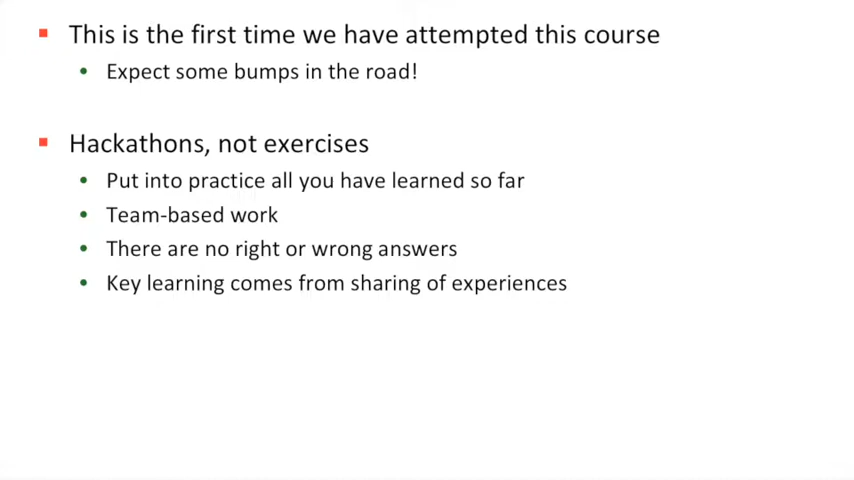 This is the first time we have attempted this course
Expect some bumps in the road!
Hackathons, not exercises
Put into practice all you have learned so far
Team-based work
There are no right or wrong answers
Key learning comes from sharing of experiences